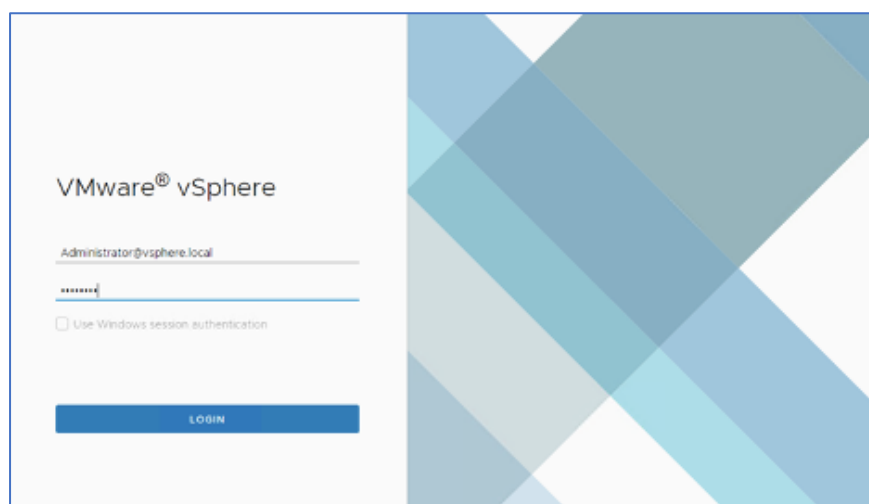 VMware® vSphere
Administrator@vsphere.local
••••••••
Use Windows session authentication
LOGIN